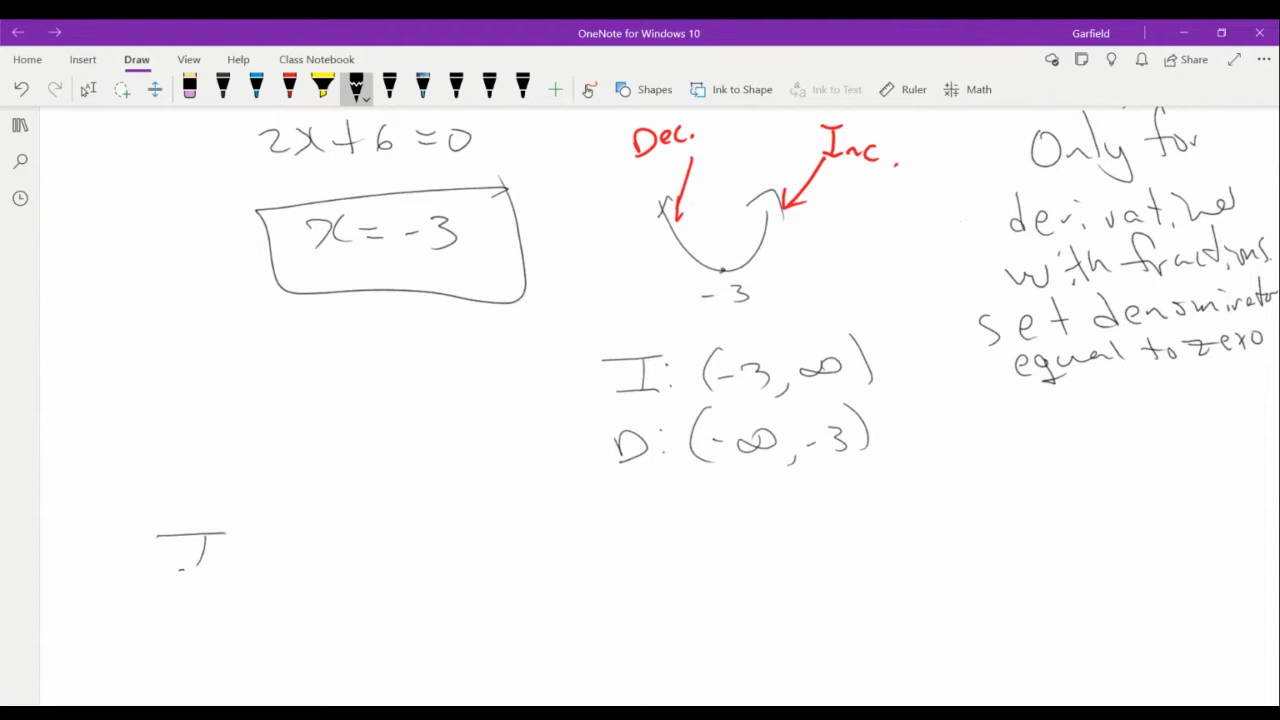 OneNote for Windows 10
Garfield
Home Insert Draw View Help Class Notebook
Share
Shapes Ink to Shape Ink to Text Ruler Math
2x+6=0
x=-3
Dec.
Inc.
-3
I: (-3, ∞)
D: (-∞, -3)
Only for
derivatives
with fractions.
set denominator
equal to zero